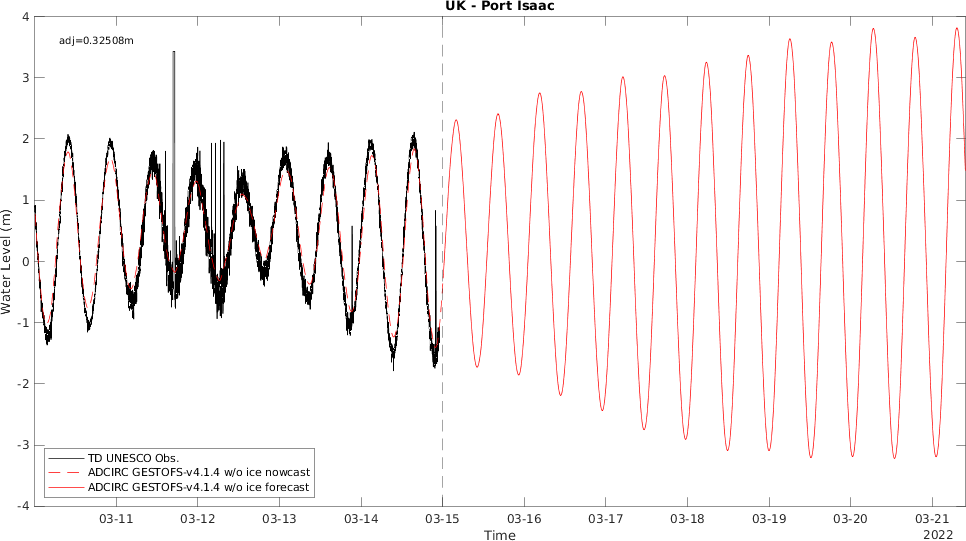 UK - Port Isaac
adj=0.32508m
Water Level (m)
4
3
2
1
0
-1
-2
-3
-4
TD UNESCO Obs.
ADCIRC GESTOFS-v4.1.4 w/o ice nowcast
ADCIRC GESTOFS-v4.1.4 w/o ice forecast
03-11 03-12 03-13 03-14 03-15 03-16 03-17 03-18 03-19 03-20 03-21
Time
2022